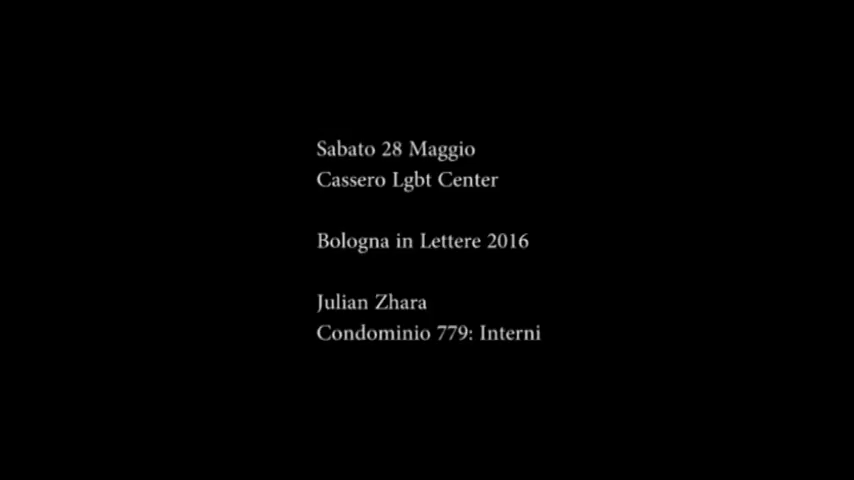 Sabato 28 Maggio
Cassero Lgbt Center
Bologna in Lettere 2016
Julian Zhara
Condominio 779: Interni